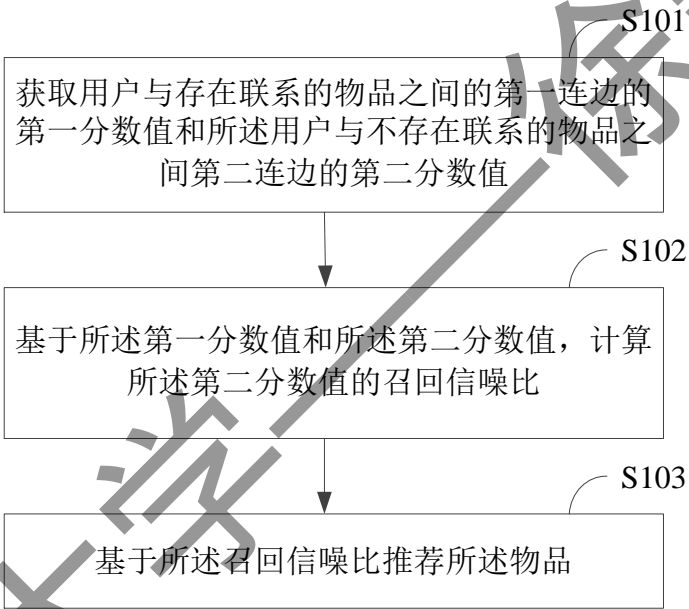 S101
获取用户与存在联系的物品之间的第一连边的
第一分数值和所述用户与不存在联系的物品之
间第二连边的第二分数值
S102
基于所述第一分数值和所述第二分数值，计算
所述第二分数值的召回信噪比
S103
基于所述召回信噪比推荐所述物品
大学—徐